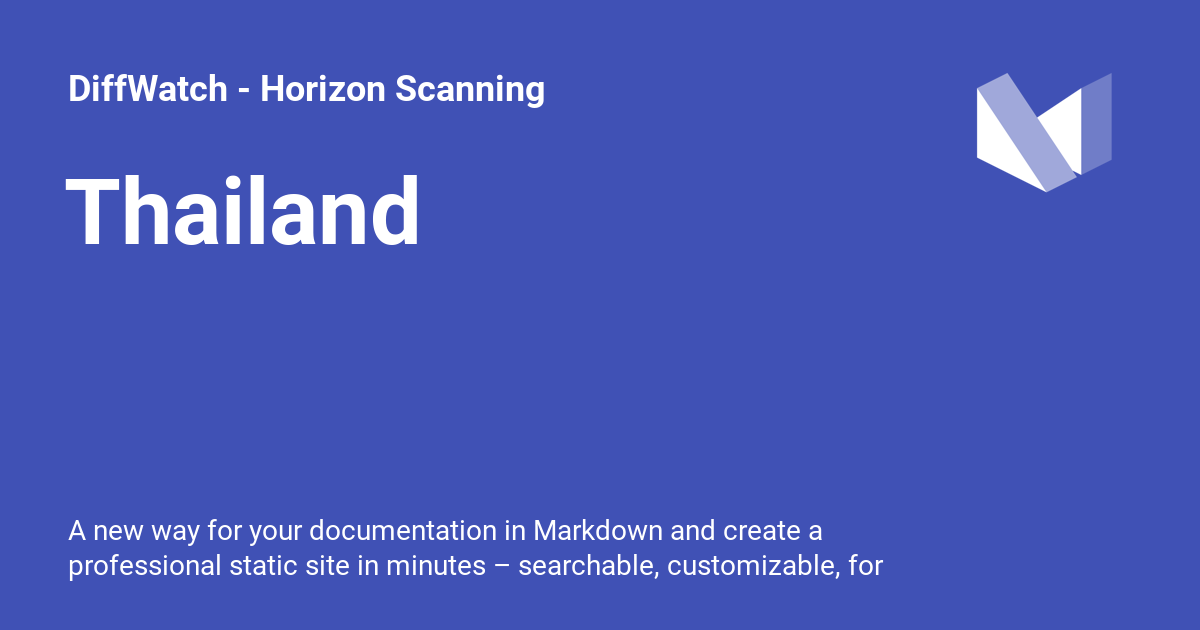 DiffWatch - Horizon Scanning
Thailand
A new way for your documentation in Markdown and create a
professional static site in minutes – searchable, customizable, for